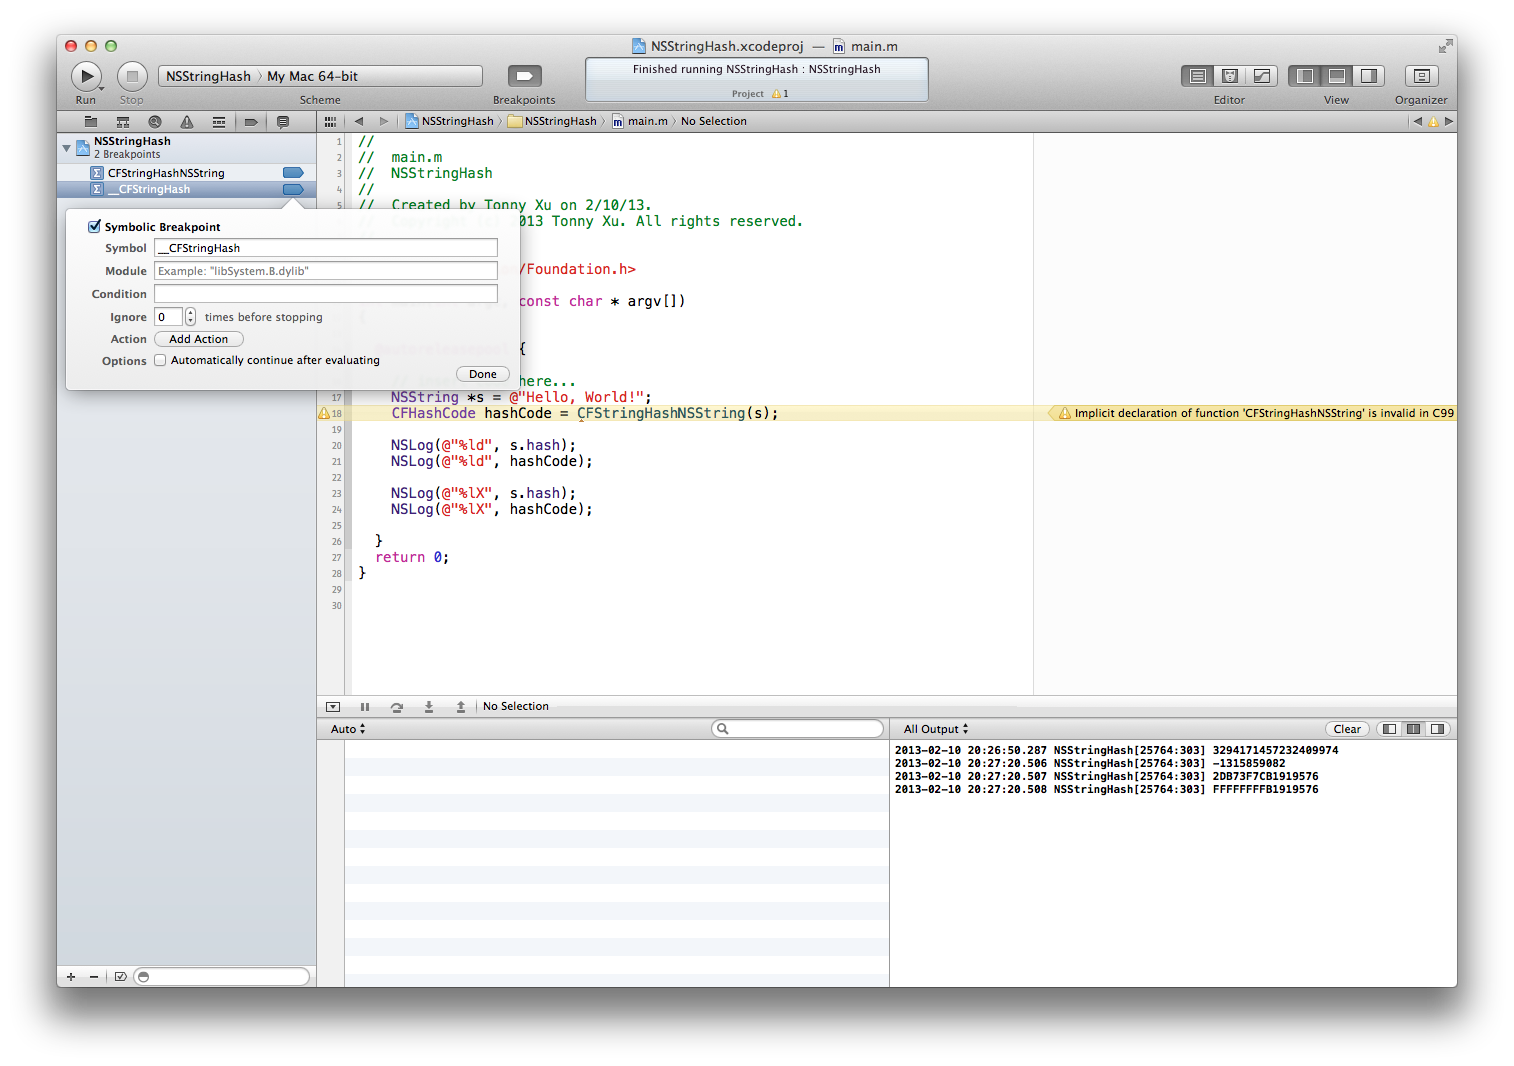 NSStringHash.xcodeproj — main.m
Run
Stop
NSStringHash
My Mac 64-bit
Scheme
Breakpoints
Finished running NSStringHash : NSStringHash
Project
1
Editor
View
Organizer
NSStringHash
NSStringHash
main.m
No Selection
NSStringHash
2 Breakpoints
CFStringHashNSString
__CFStringHash
Symbolic Breakpoint
Symbol
__CFStringHash
Module
Example: "libSystem.B.dylib"
Condition
Ignore
0
times before stopping
Action
Add Action
Options
Automatically continue after evaluating
Done
1 //
2 // main.m
3 // NSStringHash
4 //
5 // Created by Tonny Xu on 2/10/13.
013 Tonny Xu. All rights reserved.
/Foundation.h>
const char * argv[])
{
here...
17 NSString *s = @"Hello, World!";
18 CFHashCode hashCode = CFStringHashNSString(s);
Implicit declaration of function 'CFStringHashNSString' is invalid in C99
19
20 NSLog(@"%ld", s.hash);
21 NSLog(@"%ld", hashCode);
22
23 NSLog(@"%lX", s.hash);
24 NSLog(@"%lX", hashCode);
25
26 }
27 return 0;
28 }
29
30
No Selection
Auto
All Output
Clear
2013-02-10 20:26:50.287 NSStringHash[25764:303] 3294171457232409974
2013-02-10 20:27:20.506 NSStringHash[25764:303] -1315859082
2013-02-10 20:27:20.507 NSStringHash[25764:303] 2DB73F7CB1919576
2013-02-10 20:27:20.508 NSStringHash[25764:303] FFFFFFFFB1919576